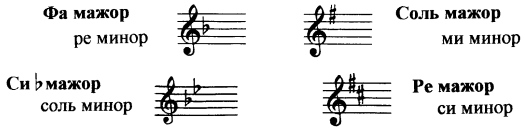 Фа мажор
ре минор
Соль мажор
ми минор
Си♭мажор
соль минор
Ре мажор
си минор